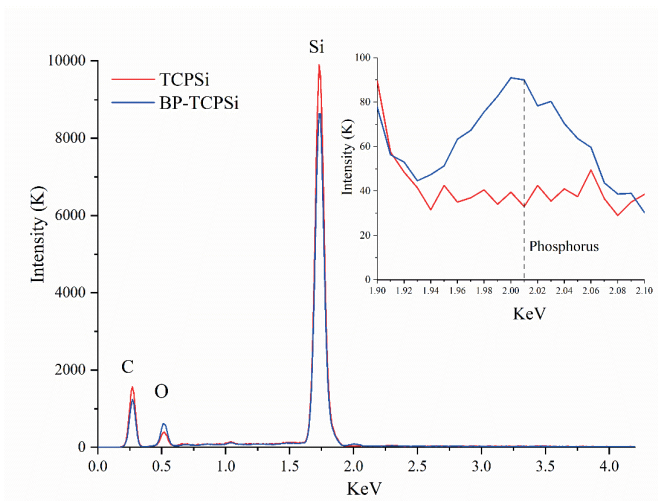 Si
TCPSi
BP-TCPSi
C
O
Intensity (K)
10000
8000
6000
4000
2000
0
0.0 0.5 1.0 1.5 2.0 2.5 3.0 3.5 4.0
KeV
Intensity (K)
100
80
60
40
20
0
Phosphorus
1.90 1.92 1.94 1.96 1.98 2.00 2.02 2.04 2.06 2.08 2.10
KeV